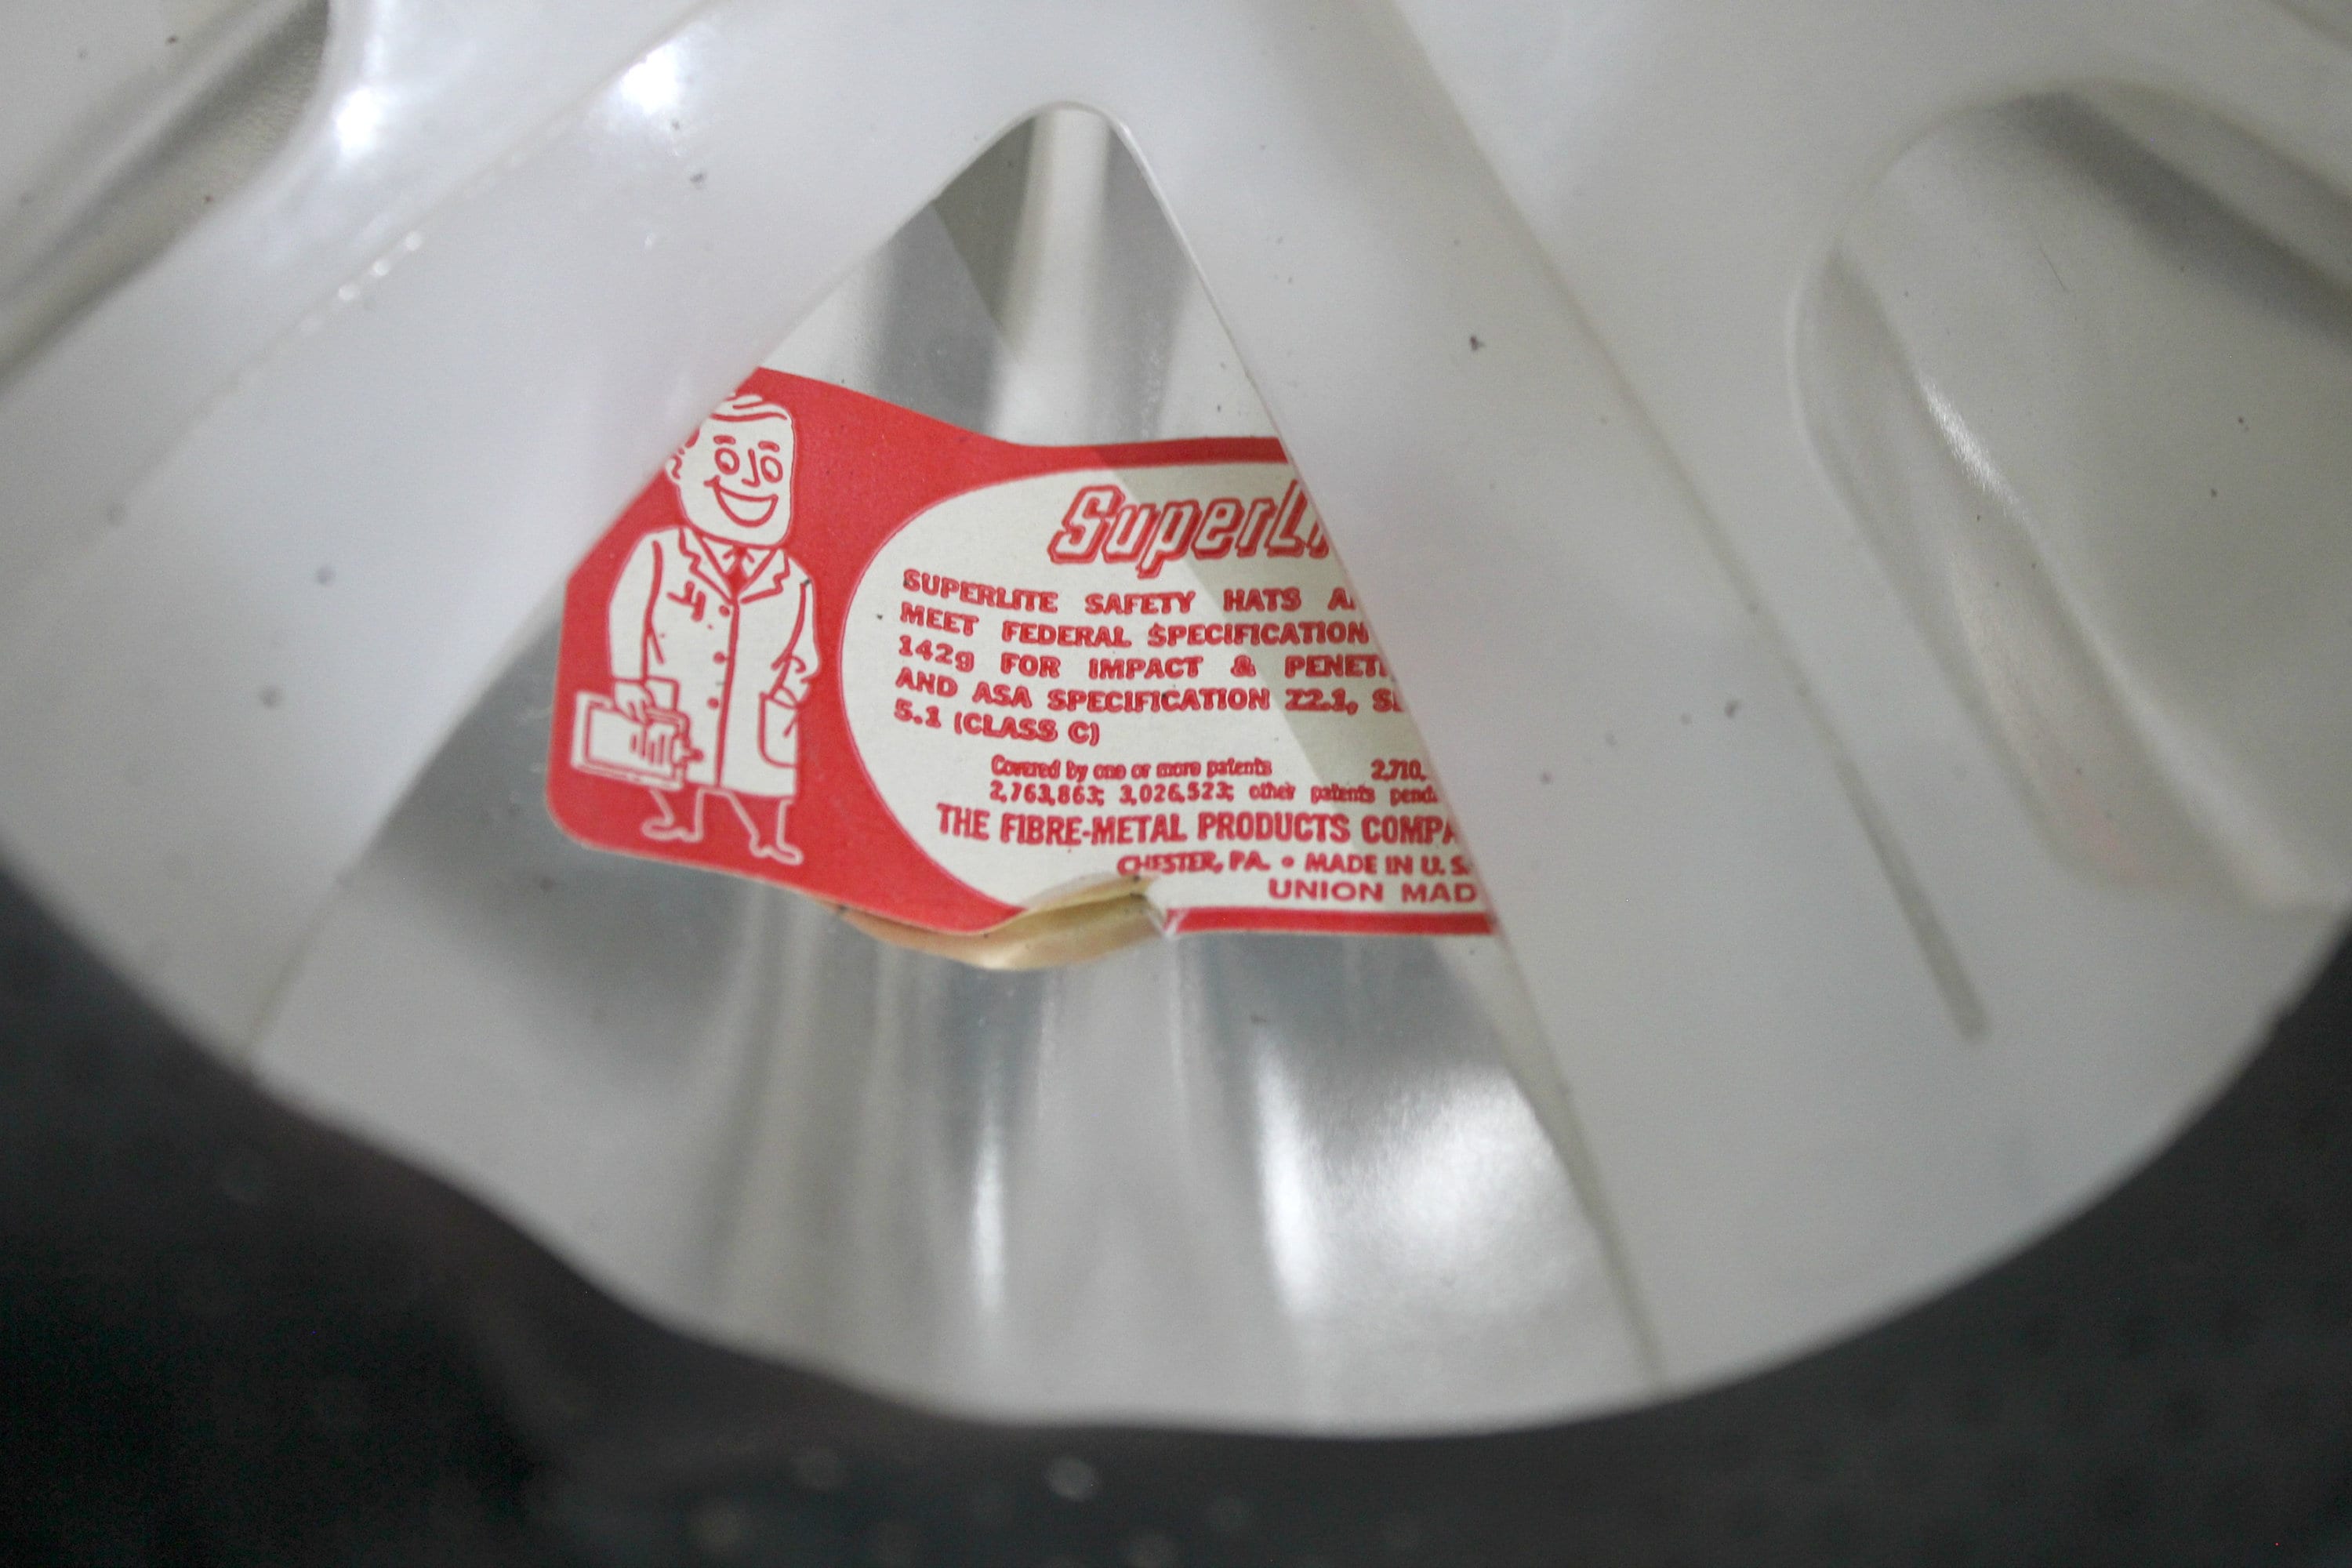 SuperLi
SUPERLITE SAFETY HATS A
MEET FEDERAL SPECIFICATION
142g FOR IMPACT & PENET
AND ASA SPECIFICATION Z2.1, S
5.1 (CLASS C)
Covered by one or more patents 2,710,
2,763,863; 3,026,523; other patents pend
THE FIBRE-METAL PRODUCTS COMPA
CHESTER, PA. • MADE IN U. S.
UNION MAD